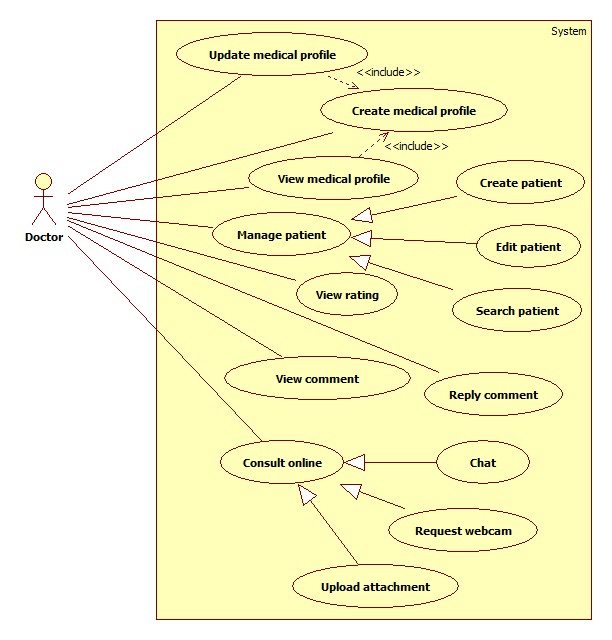 System
Update medical profile
<<include>>
Create medical profile
<<include>>
View medical profile
Create patient
Doctor
Manage patient
Edit patient
View rating
Search patient
View comment
Reply comment
Consult online
Chat
Request webcam
Upload attachment